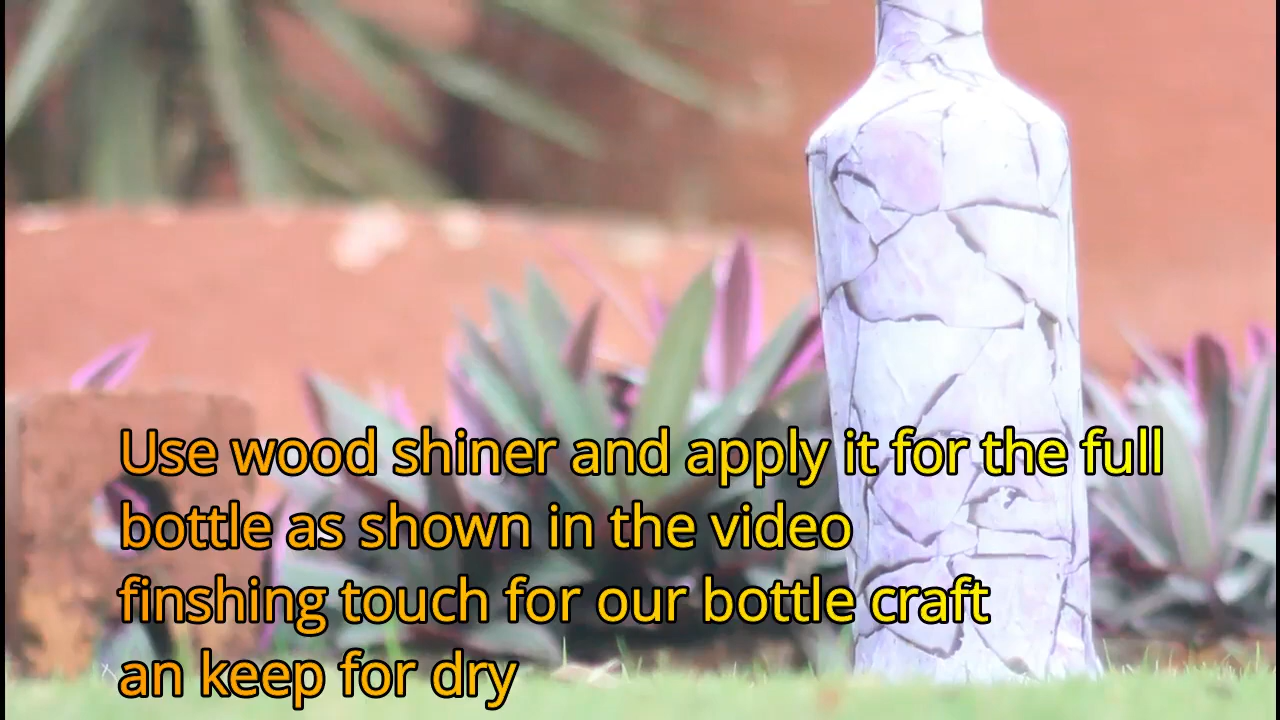 Use wood shiner and apply it for the full
bottle as shown in the video
finshing touch for our bottle craft
an keep for dry